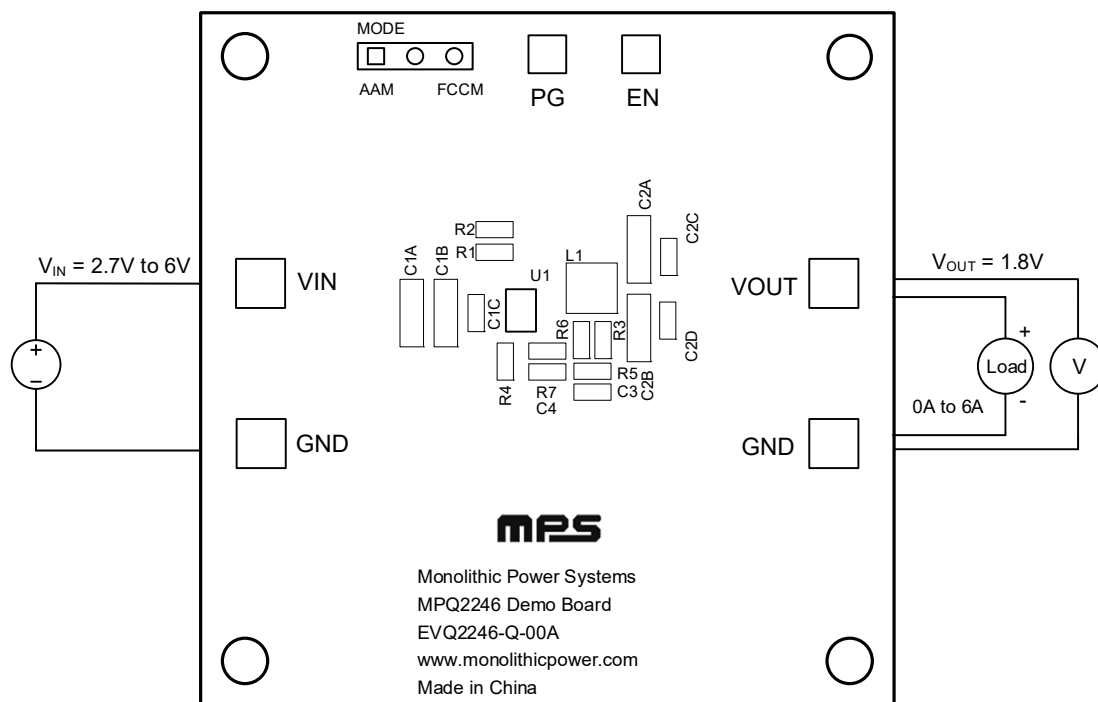 MODE
AAM FCCM
PG EN
VIN = 2.7V to 6V
VIN
GND
+
−
R2
R1
C1A
C1B
C1C
U1
L1
C2A
C2C
R6
R3
C2D
R4
R7
C4
R5
C3
C2B
VOUT
GND
VOUT = 1.8V
+
Load
-
V
0A to 6A
MPS
Monolithic Power Systems
MPQ2246 Demo Board
EVQ2246-Q-00A
www.monolithicpower.com
Made in China